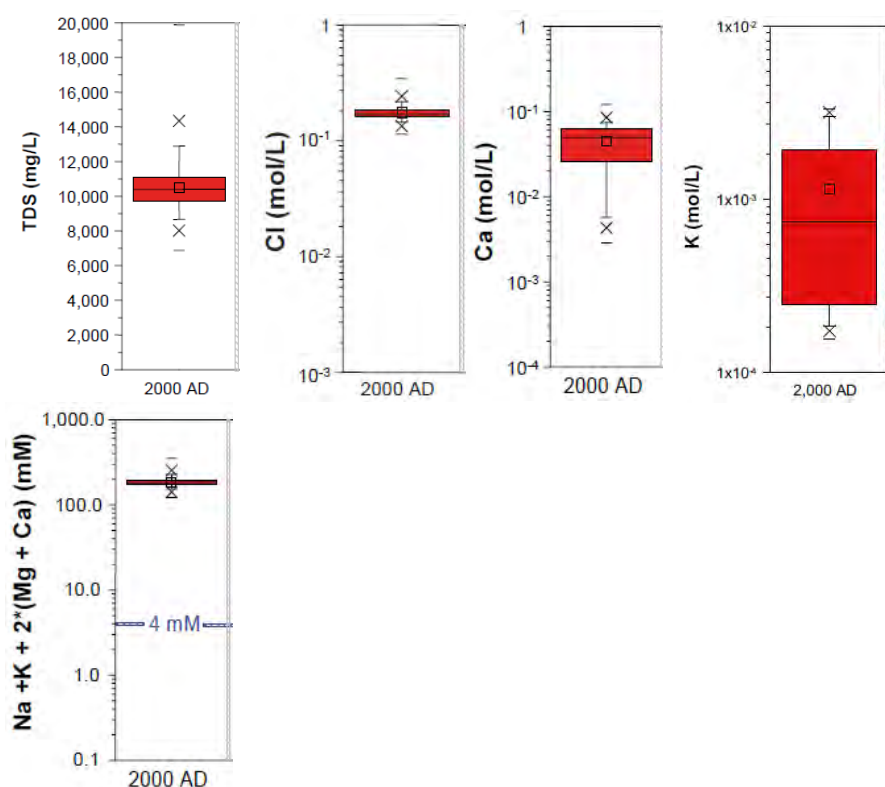 TDS (mg/L)
20,000
18,000
16,000
14,000
12,000
10,000
8,000
6,000
4,000
2,000
0
2000 AD
Cl (mol/L)
1
10-1
10-2
10-3
2000 AD
Ca (mol/L)
1
10-1
10-2
10-3
10-4
2000 AD
K (mol/L)
1x10-2
1x10-3
1x10-4
2,000 AD
Na +K + 2*(Mg + Ca) (mM)
1,000.0
100.0
10.0
4 mM
1.0
0.1
2000 AD